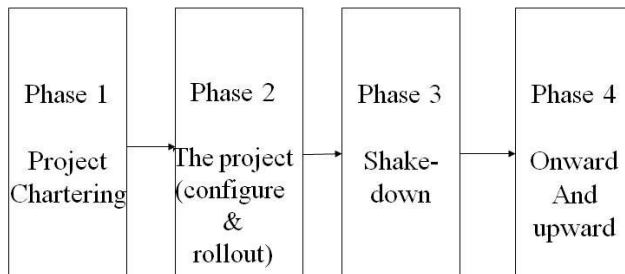 Phase 1
Project
Chartering
Phase 2
The project
(configure
&
rollout)
Phase 3
Shake-
down
Phase 4
Onward
And
upward